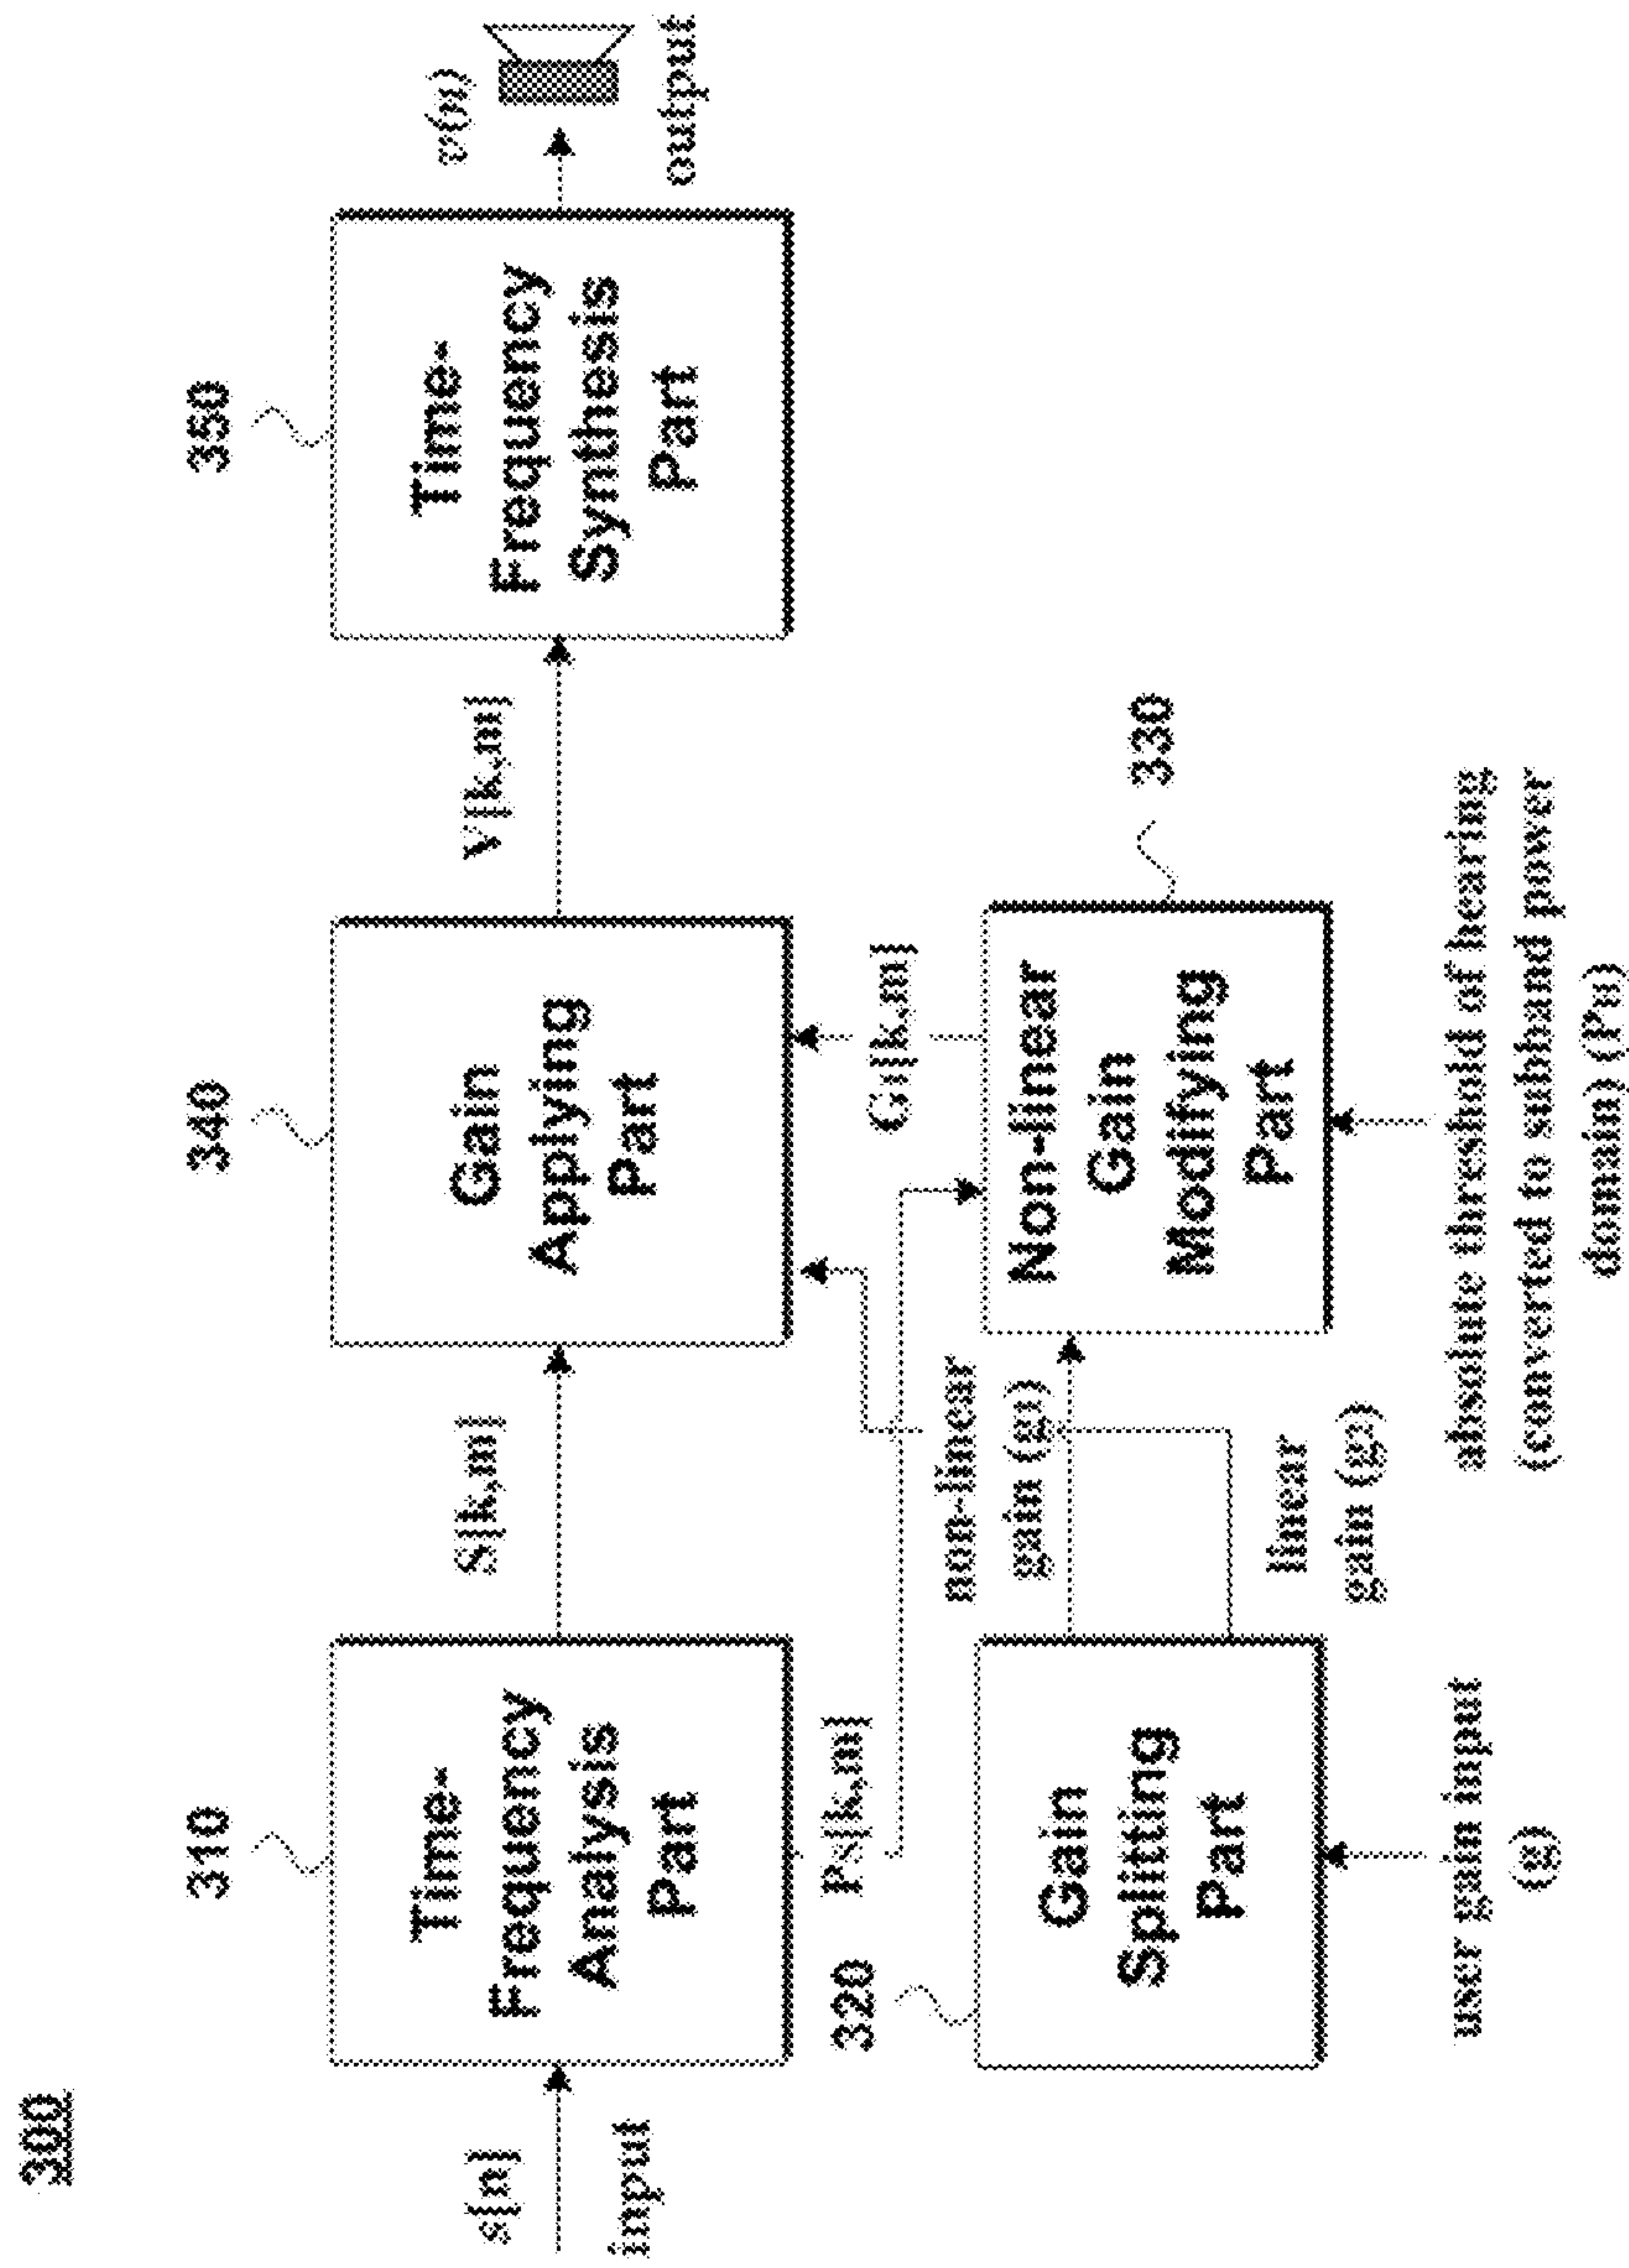 300
310
340
350
s[n]
input
Time-
Frequency
Analysis
Part
S[k,m]
Gain
Applying
Part
V[k,m]
Time-
Frequency
Synthesis
Part
v(n)
output
Ps[k,m]
G1[k,m]
320
Gain
Splitting
Part
non-linear
gain (g1)
linear
gain (g2)
Non-linear
Gain
Modifying
Part
330
user gain input
(g)
absolute threshold of hearing
(converted to subband power
domain) (Pu)